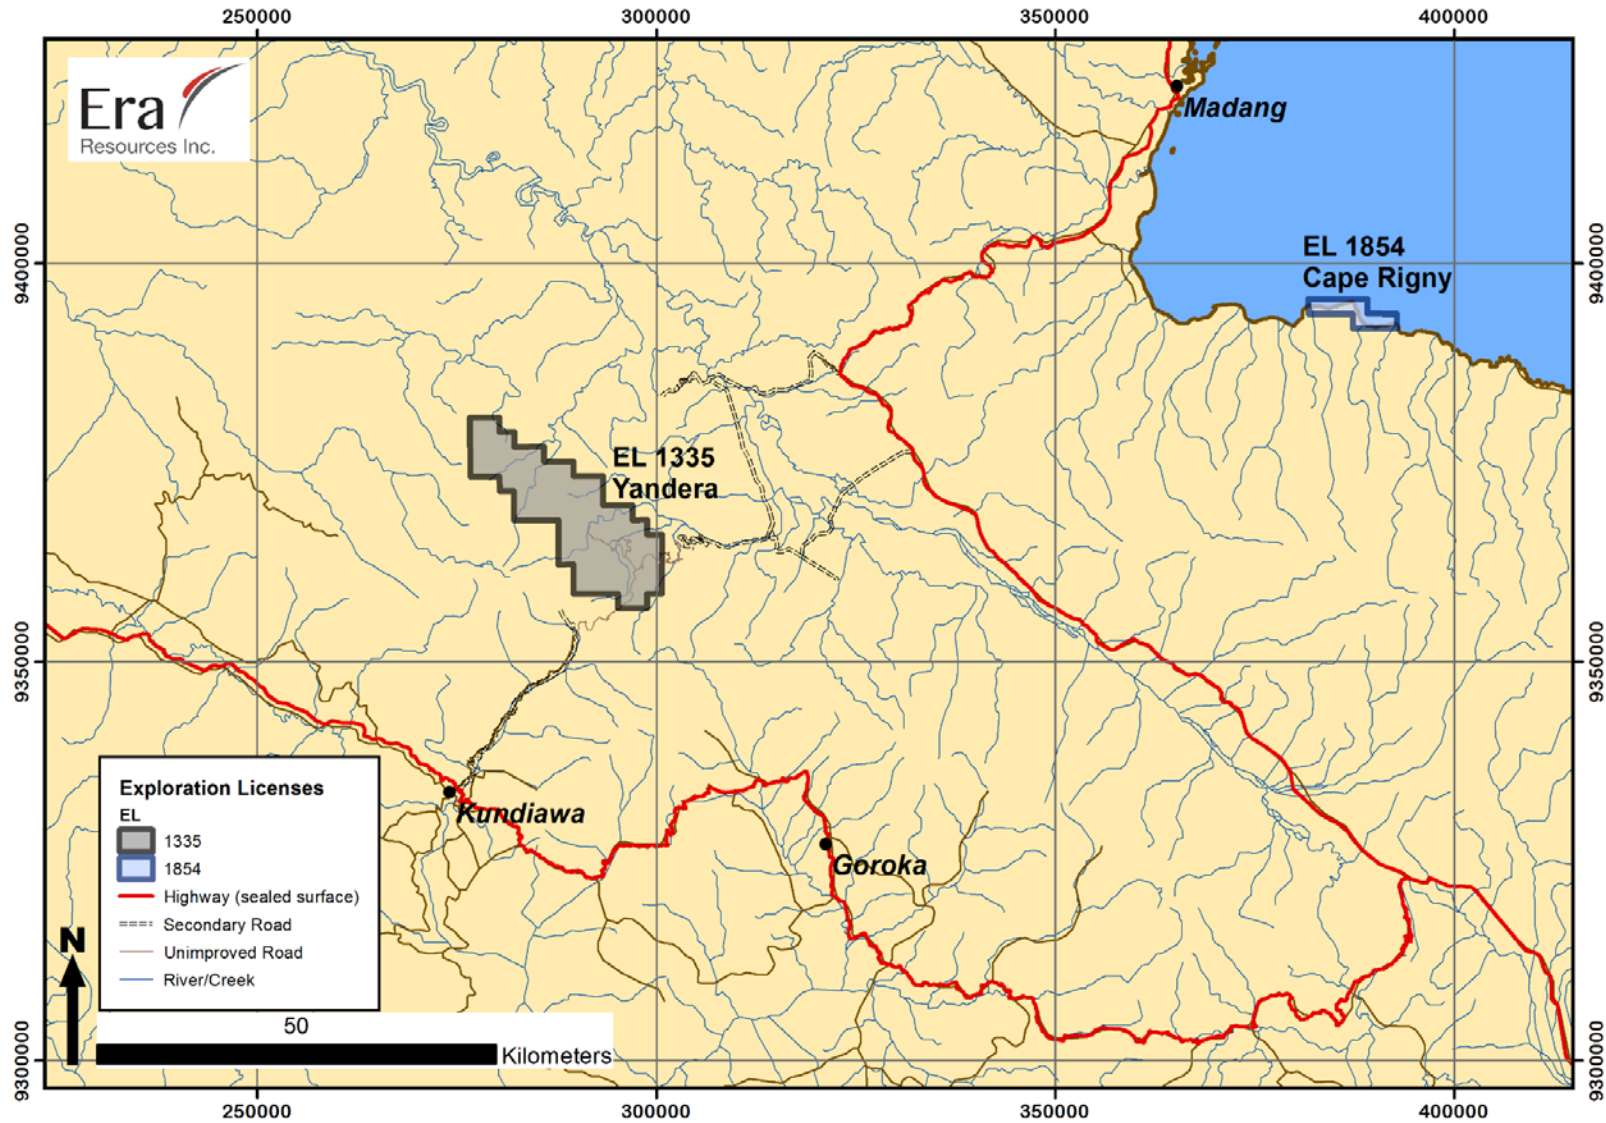 250000
300000
350000
400000
Era
Resources Inc.
Madang
9400000
9400000
EL 1854
Cape Rigny
EL 1335
Yandera
9350000
9350000
Exploration Licenses
EL
1335
1854
Highway (sealed surface)
Secondary Road
Unimproved Road
River/Creek
Kundiawa
Goroka
N
50
Kilometers
9300000
9300000
250000
300000
350000
400000